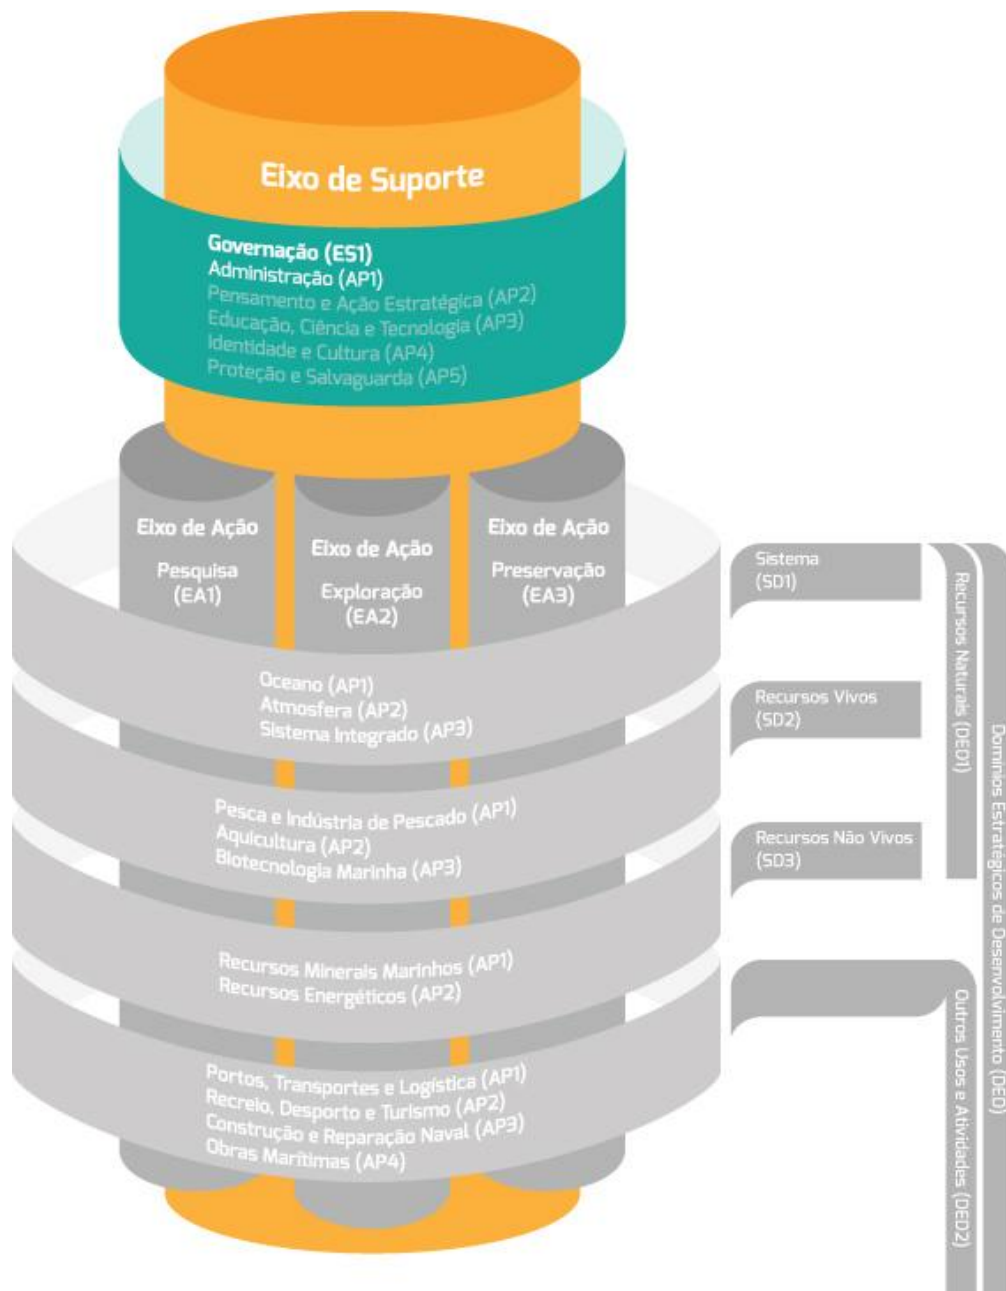 Eixo de Suporte
Governação (ES1)
Administração (AP1)
Pensamento e Ação Estratégica (AP2)
Educação, Ciência e Tecnologia (AP3)
Identidade e Cultura (AP4)
Proteção e Salvaguarda (AP5)
Eixo de Ação
Pesquisa
(EA1)
Eixo de Ação
Exploração
(EA2)
Eixo de Ação
Preservação
(EA3)
Oceano (AP1)
Atmosfera (AP2)
Sistema Integrado (AP3)
Pesca e Indústria de Pescado (AP1)
Aquicultura (AP2)
Biotecnologia Marinha (AP3)
Recursos Minerais Marinhos (AP1)
Recursos Energéticos (AP2)
Portos, Transportes e Logística (AP1)
Recreio, Desporto e Turismo (AP2)
Construção e Reparação Naval (AP3)
Obras Marítimas (AP4)
Sistema
(SD1)
Recursos Vivos
(SD2)
Recursos Não Vivos
(SD3)
Recursos Naturais (DED1)
Outros Usos e Atividades (DED2)
Domínios Estratégicos de Desenvolvimento (DED)